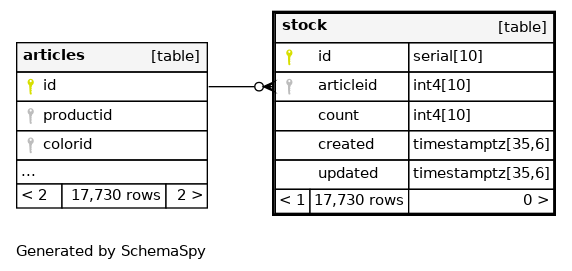 articles [table]
id
productid
colorid
...
< 2 17,730 rows 2 >
stock [table]
id serial[10]
articleid int4[10]
count int4[10]
created timestamptz[35,6]
updated timestamptz[35,6]
< 1 17,730 rows 0 >
Generated by SchemaSpy